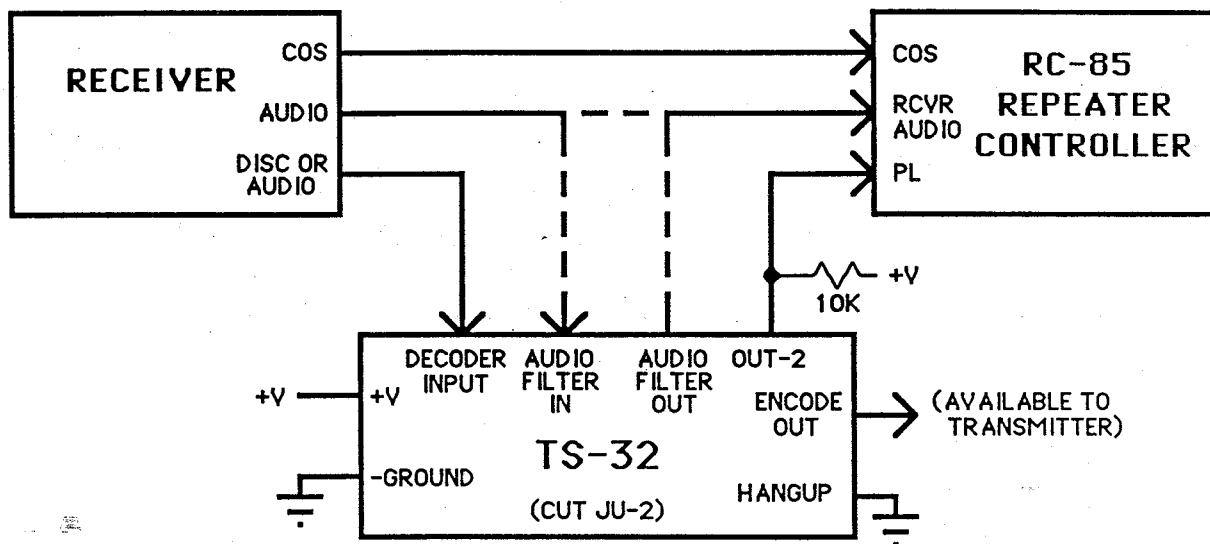 RECEIVER
COS
AUDIO
DISC OR
AUDIO
COS
RCVR
AUDIO
PL
RC-85
REPEATER
CONTROLLER
+V
10K
DECODER
INPUT
AUDIO
FILTER
IN
AUDIO
FILTER
OUT
OUT-2
+V
+V
ENCODE
OUT
(AVAILABLE TO
TRANSMITTER)
TS-32
-GROUND
(CUT JU-2)
HANGUP